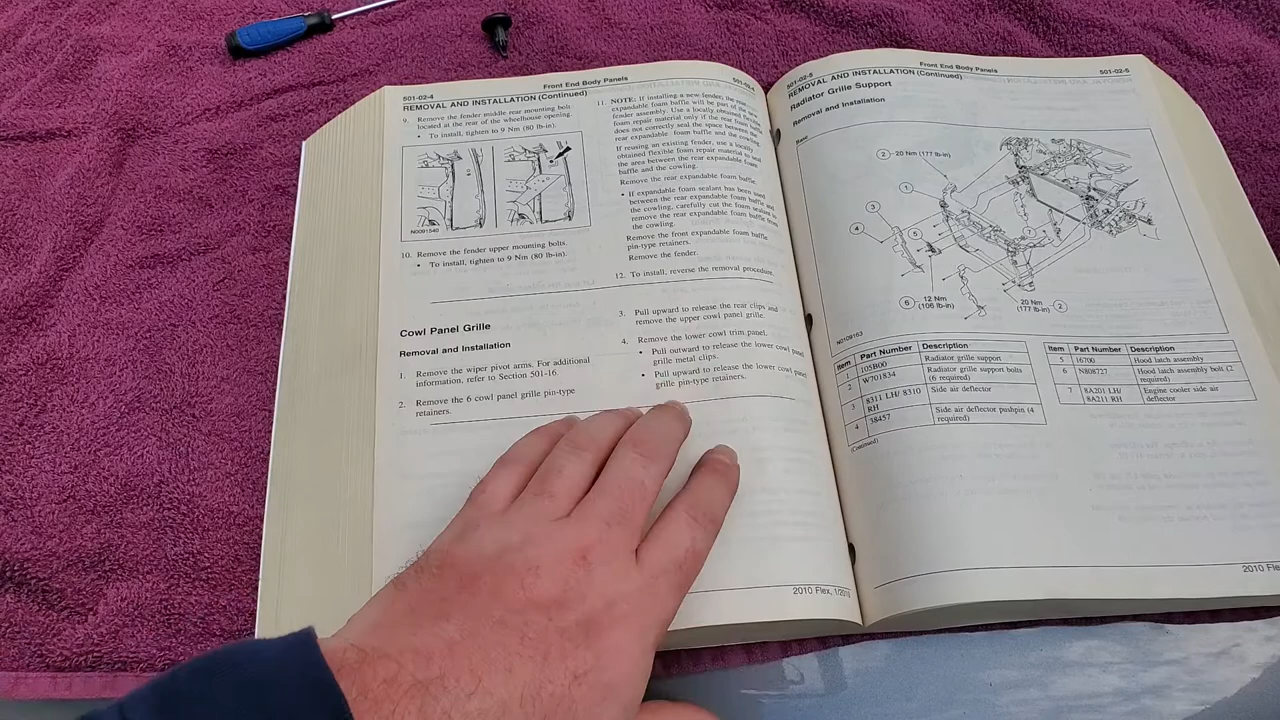 501-02-4
Front End Body Panels
501-02-4
REMOVAL AND INSTALLATION (Continued)
9. Remove the fender middle rear mounting bolt
located at the rear of the wheelhouse opening.
• To install, tighten to 9 Nm (80 lb-in).
N0091540
10. Remove the fender upper mounting bolts.
• To install, tighten to 9 Nm (80 lb-in).
11. NOTE: If installing a new fender, the rear
expandable foam baffle will be part of the new
fender assembly. Use a locally obtained flexible
foam repair material only if the rear foam
does not correctly seal the space between the
rear expandable foam baffle and the cowling.
If reusing an existing fender, use a locally
obtained flexible foam repair material to seal
the area between the rear expandable foam
baffle and the cowling.
Remove the rear expandable foam baffle.
• If expandable foam sealant has been used
between the rear expandable foam baffle and
the cowling, carefully cut the foam sealant to
remove the rear expandable foam baffle from
the cowling.
Remove the front expandable foam baffle
pin-type retainers.
Remove the fender.
12. To install, reverse the removal procedure.
Cowl Panel Grille
Removal and Installation
1. Remove the wiper pivot arms. For additional
information, refer to Section 501-16.
2. Remove the 6 cowl panel grille pin-type
retainers.
3. Pull upward to release the rear clips and
remove the upper cowl panel grille.
4. Remove the lower cowl trim panel.
• Pull outward to release the lower cowl panel
grille metal clips.
• Pull upward to release the lower cowl panel
grille pin-type retainers.
2010 Flex, 1/2010
501-02-5
Front End Body Panels
501-02-5
REMOVAL AND INSTALLATION (Continued)
Radiator Grille Support
Removal and Installation
Base
2 20 Nm (177 lb-in)
1
3
4
5
7
6 12 Nm
(106 lb-in)
20 Nm
(177 lb-in) 2
N0109163
Item Part Number Description
1 105B00 Radiator grille support
2 W701834 Radiator grille support bolts
(6 required)
3 8311 LH/ 8310
RH Side air deflector
4 38457 Side air deflector pushpin (4
required)
(Continued)
Item Part Number Description
5 16700 Hood latch assembly
6 N808727 Hood latch assembly bolt (2
required)
7 8A201 LH/
8A211 RH Engine cooler side air
deflector
2010 Fle